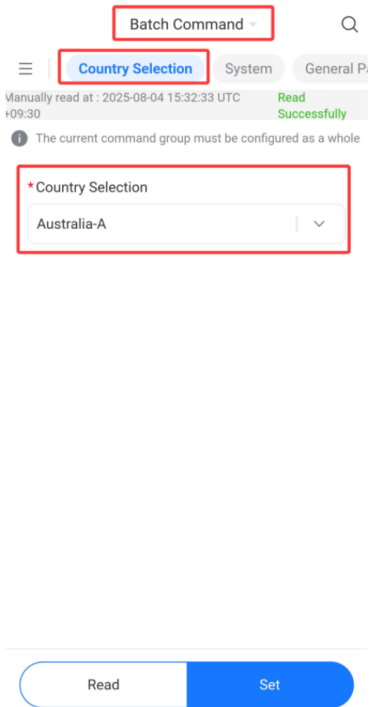 Batch Command
Country Selection System General Pa
Manually read at : 2025-08-04 15:32:33 UTC Read
+09:30 Successfully
The current command group must be configured as a whole
*Country Selection
Australia-A
Read Set